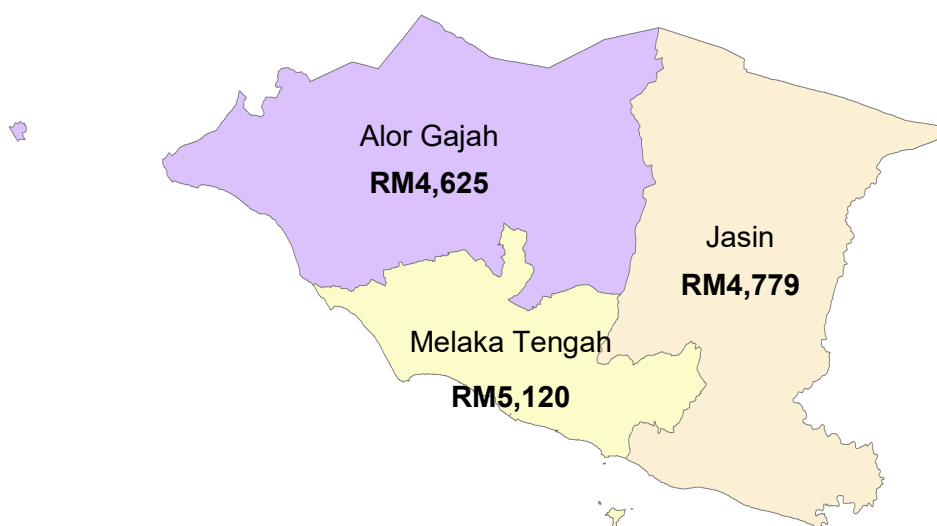 Alor Gajah
RM4,625
Jasin
RM4,779
Melaka Tengah
RM5,120